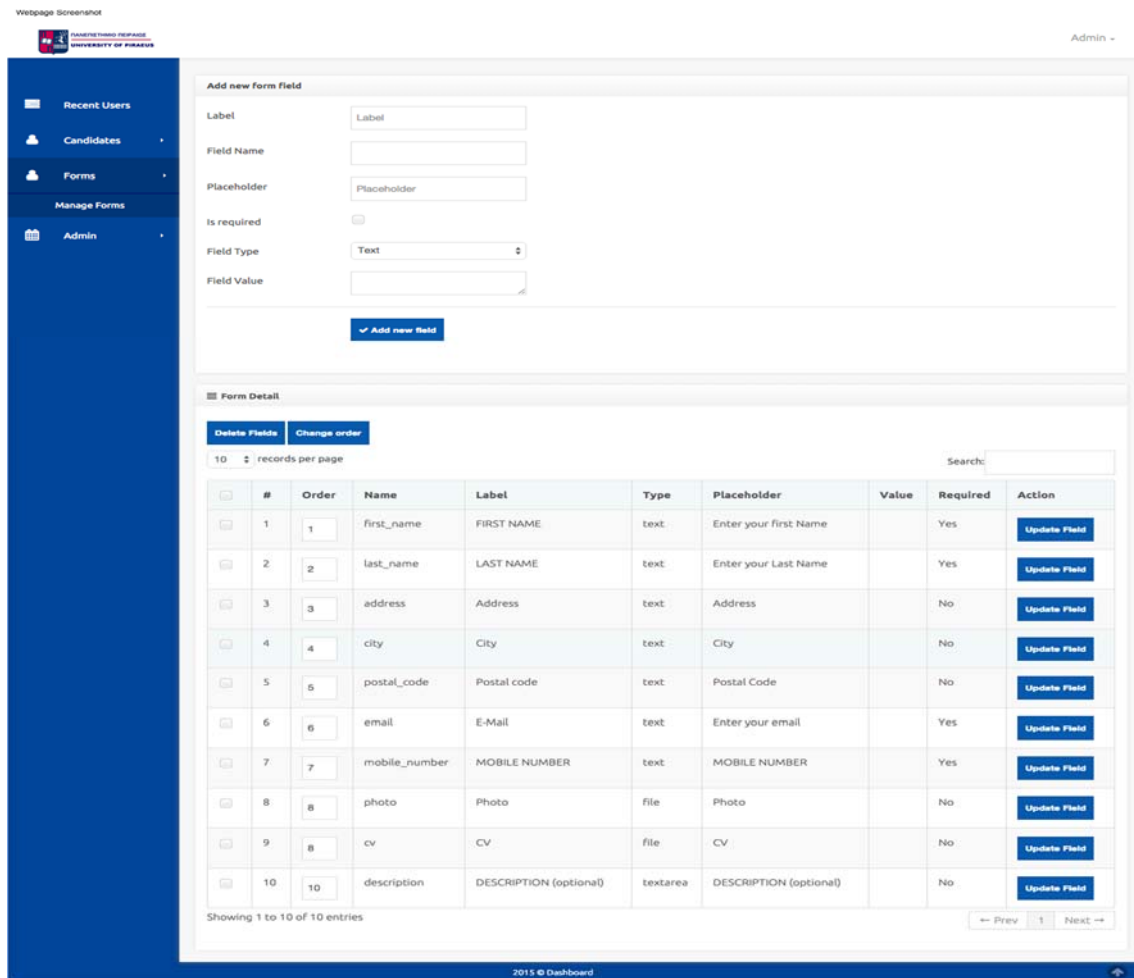 Webpage Screenshot
ΠΑΝΕΠΙΣΤΗΜΙΟ ΠΕΙΡΑΙΩΣ
UNIVERSITY OF PIRAEUS
Admin
Recent Users
Candidates
Forms
Manage Forms
Admin
Add new form field
Label Label
Field Name
Placeholder Placeholder
Is required
Field Type Text
Field Value
Add new field
Form Detail
Delete Fields Change order
10 records per page Search:
# Order Name Label Type Placeholder Value Required Action
1 1 first_name FIRST NAME text Enter your first Name Yes Update Field
2 2 last_name LAST NAME text Enter your Last Name Yes Update Field
3 3 address Address text Address No Update Field
4 4 city City text City No Update Field
5 5 postal_code Postal code text Postal Code No Update Field
6 6 email E-Mail text Enter your email Yes Update Field
7 7 mobile_number MOBILE NUMBER text MOBILE NUMBER Yes Update Field
8 8 photo Photo file Photo No Update Field
9 8 cv CV file CV No Update Field
10 10 description DESCRIPTION (optional) textarea DESCRIPTION (optional) No Update Field
Showing 1 to 10 of 10 entries ← Prev 1 Next →
2015 © Dashboard